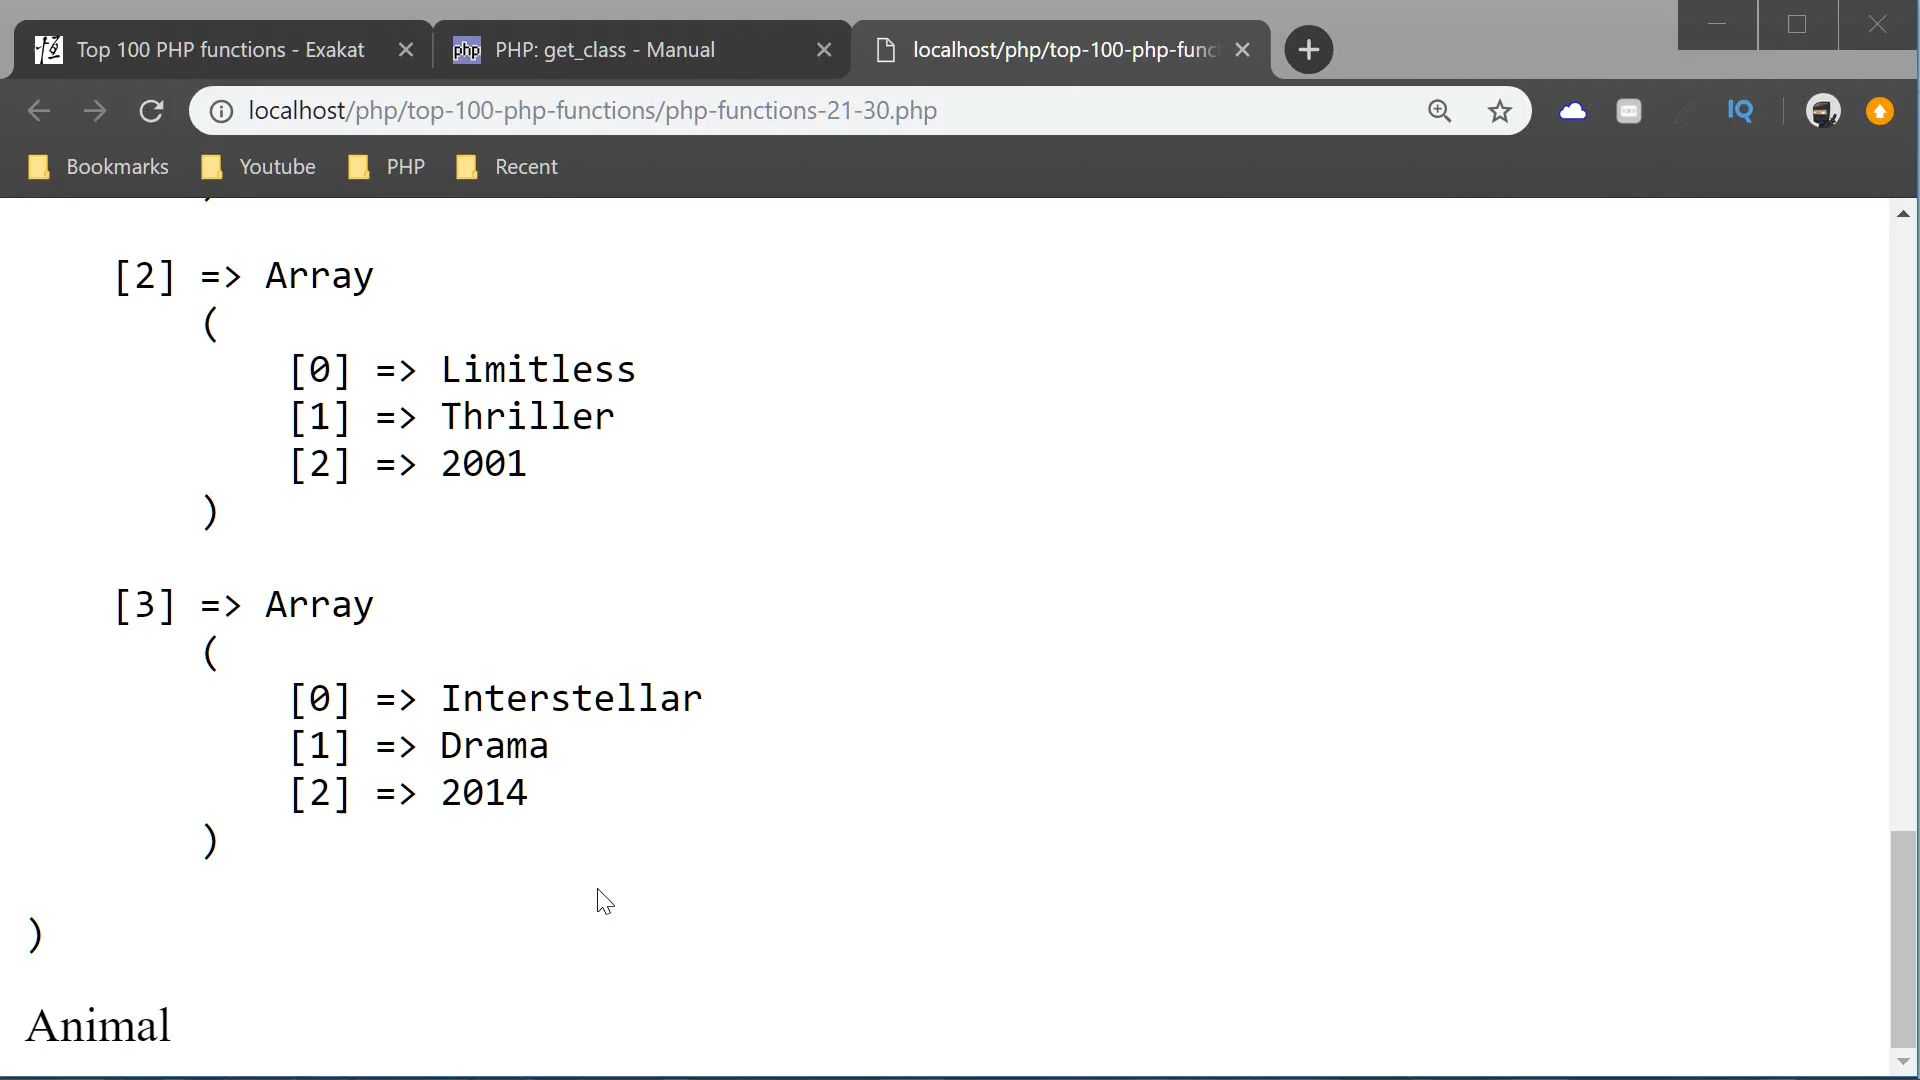 Top 100 PHP functions - Exakat
php PHP: get_class - Manual
localhost/php/top-100-php-func
localhost/php/top-100-php-functions/php-functions-21-30.php
IQ
Bookmarks Youtube PHP Recent
[2] => Array
(
[0] => Limitless
[1] => Thriller
[2] => 2001
)
[3] => Array
(
[0] => Interstellar
[1] => Drama
[2] => 2014
)
)
Animal